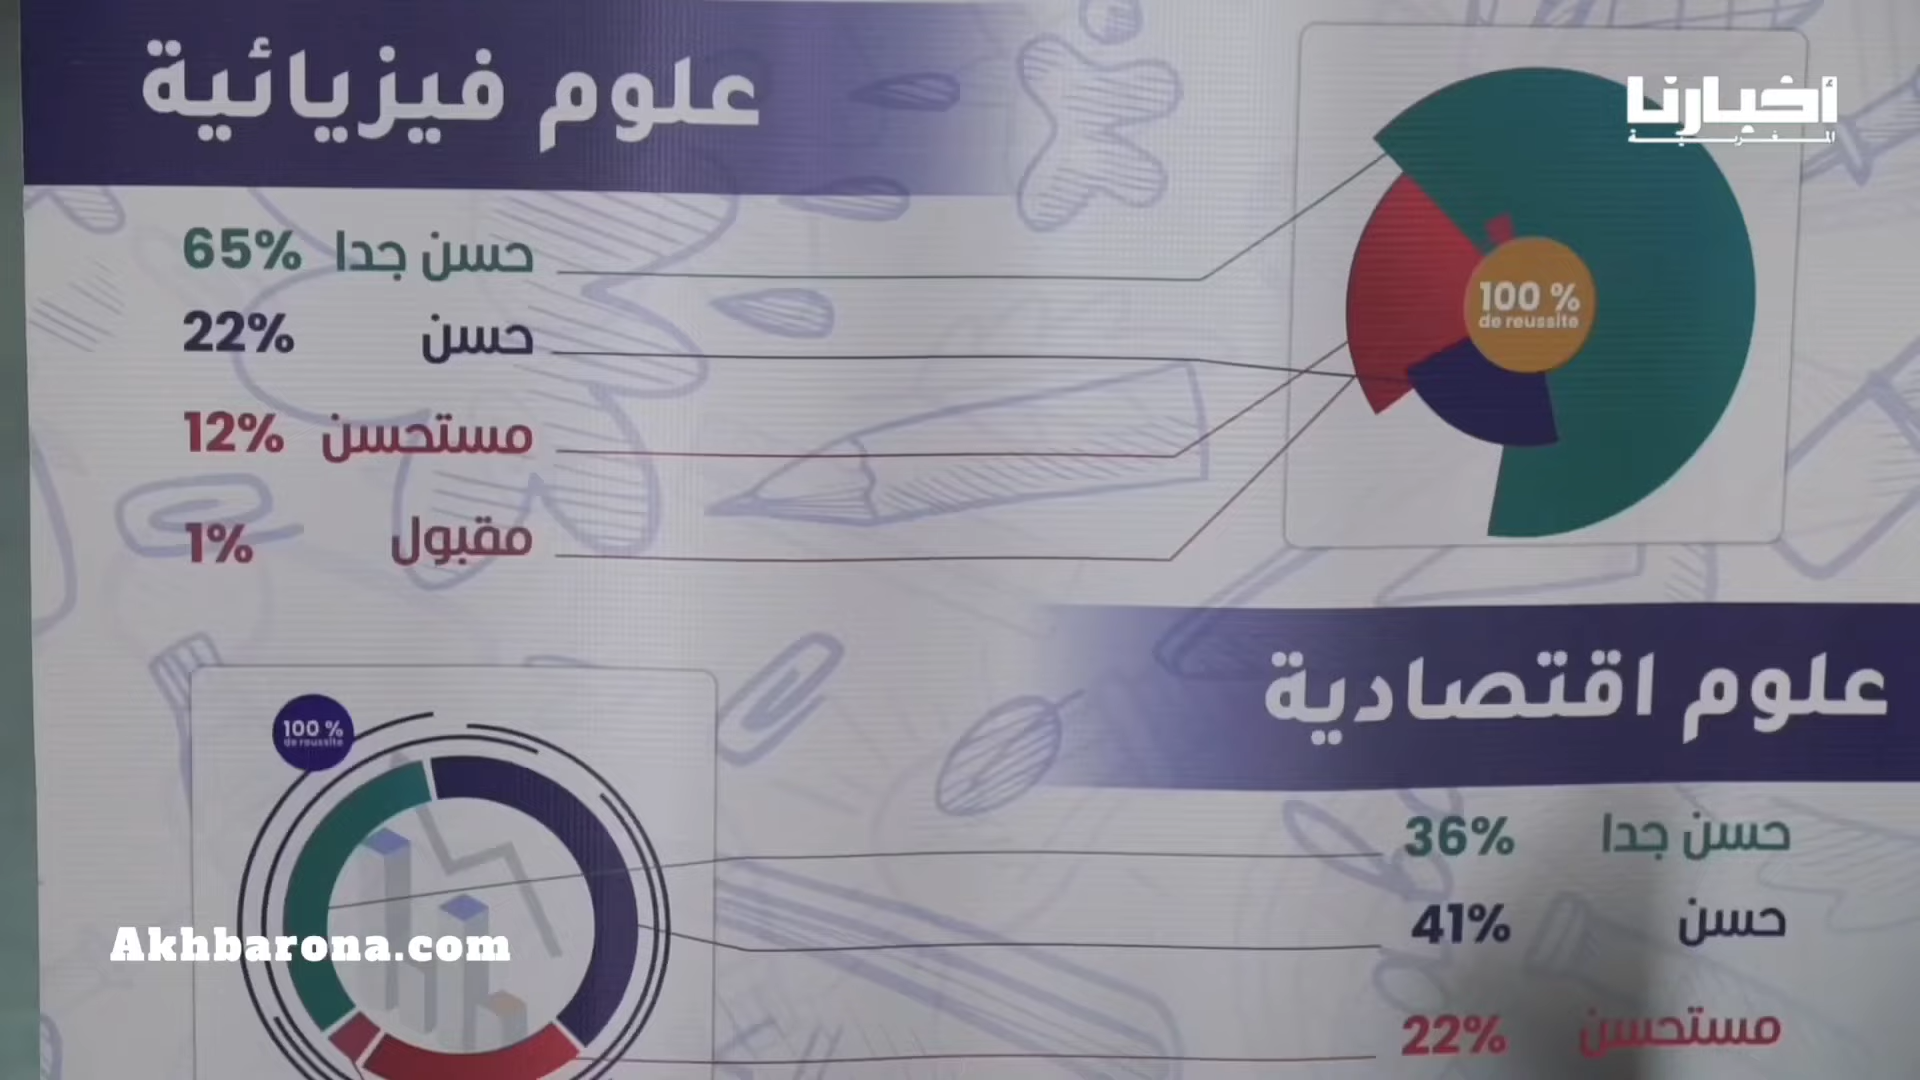 علوم فيزيائية
أخبارنا
المغربية
حسن جدا 65%
حسن 22%
مستحسن 12%
مقبول 1%
100 %
de reussite
علوم اقتصادية
100 %
de reussite
حسن جدا 36%
حسن 41%
مستحسن 22%
Akhbarona.com